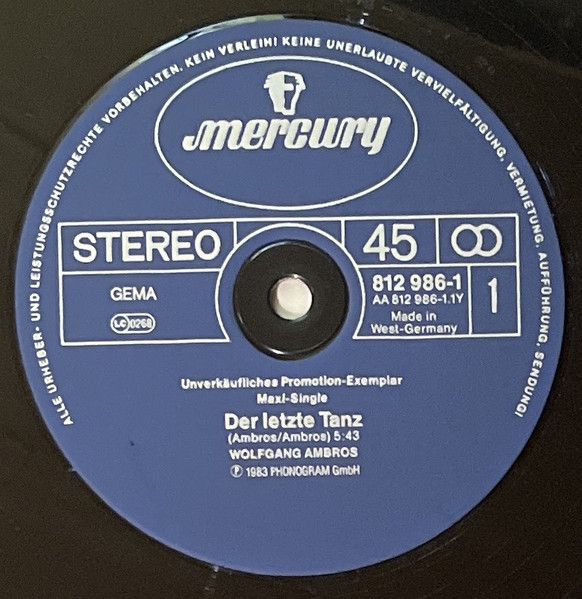 ALLE URHEBER- UND LEISTUNGSSCHUTZRECHTE VORBEHALTEN. KEIN VERLEIH! KEINE UNERLAUBTE VERVIELFÄLTIGUNG, VERMIETUNG, AUFFÜHRUNG, SENDUNG!
mercury
STEREO
45
GEMA
LC 0268
812 986-1
AA 812 986-1.1Y
Made in
West-Germany
1
Unverkäufliches Promotion-Exemplar
Maxi-Single
Der letzte Tanz
(Ambros/Ambros) 5:43
WOLFGANG AMBROS
℗ 1983 PHONOGRAM GmbH